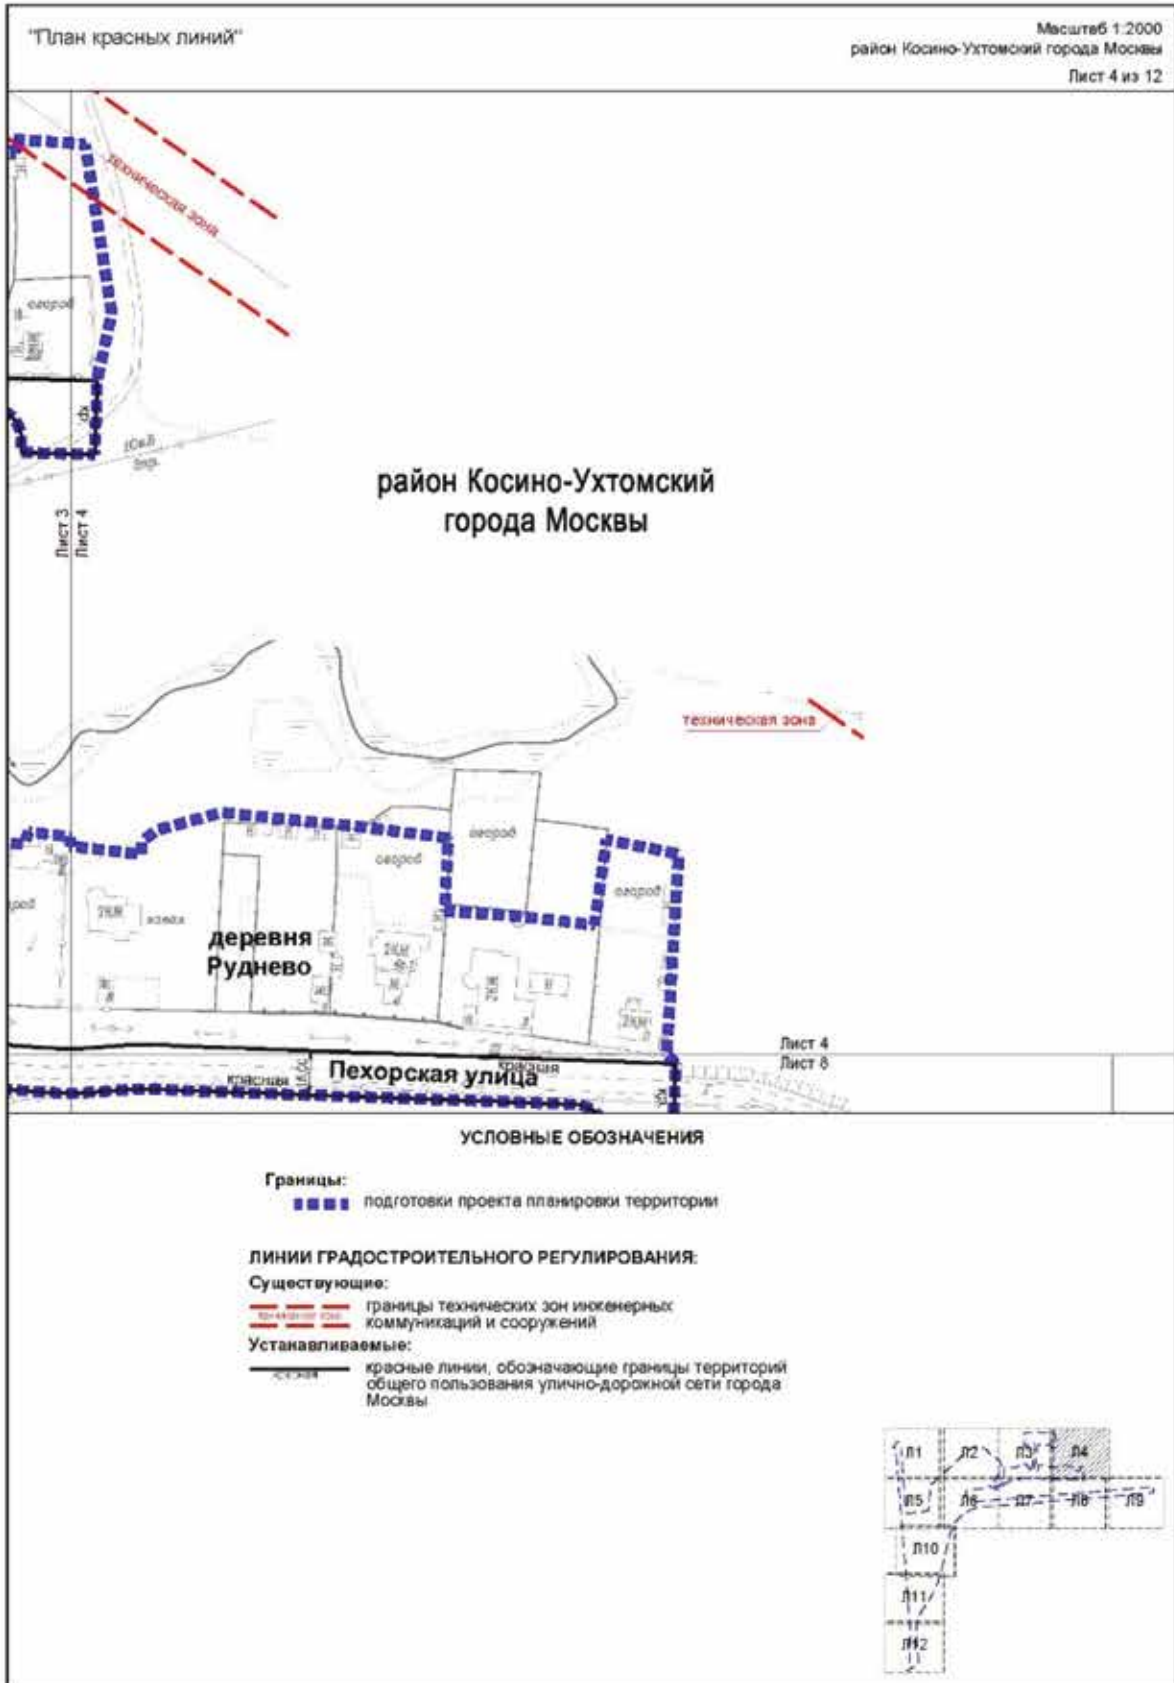 "План красных линий"
Масштаб 1:2000
район Косино-Ухтомский города Москвы
Лист 4 из 12
техническая зона
огород
Лист 3
Лист 4
район Косино-Ухтомский
города Москвы
техническая зона
огород
огород
огород
2КЖ
деревня
Руднево
2КЖ
2КЖ
2КЖ
Лист 4
Лист 8
красная
Пехорская улица
красная
УСЛОВНЫЕ ОБОЗНАЧЕНИЯ
Границы:
подготовки проекта планировки территории
ЛИНИИ ГРАДОСТРОИТЕЛЬНОГО РЕГУЛИРОВАНИЯ:
Существующие:
границы технических зон инженерных
коммуникаций и сооружений
Устанавливаемые:
красные линии, обозначающие границы территорий
общего пользования улично-дорожной сети города
Москвы
Л1 Л2 Л3 Л4
Л5 Л6 Л7 Л8 Л9
Л10
Л11
Л12